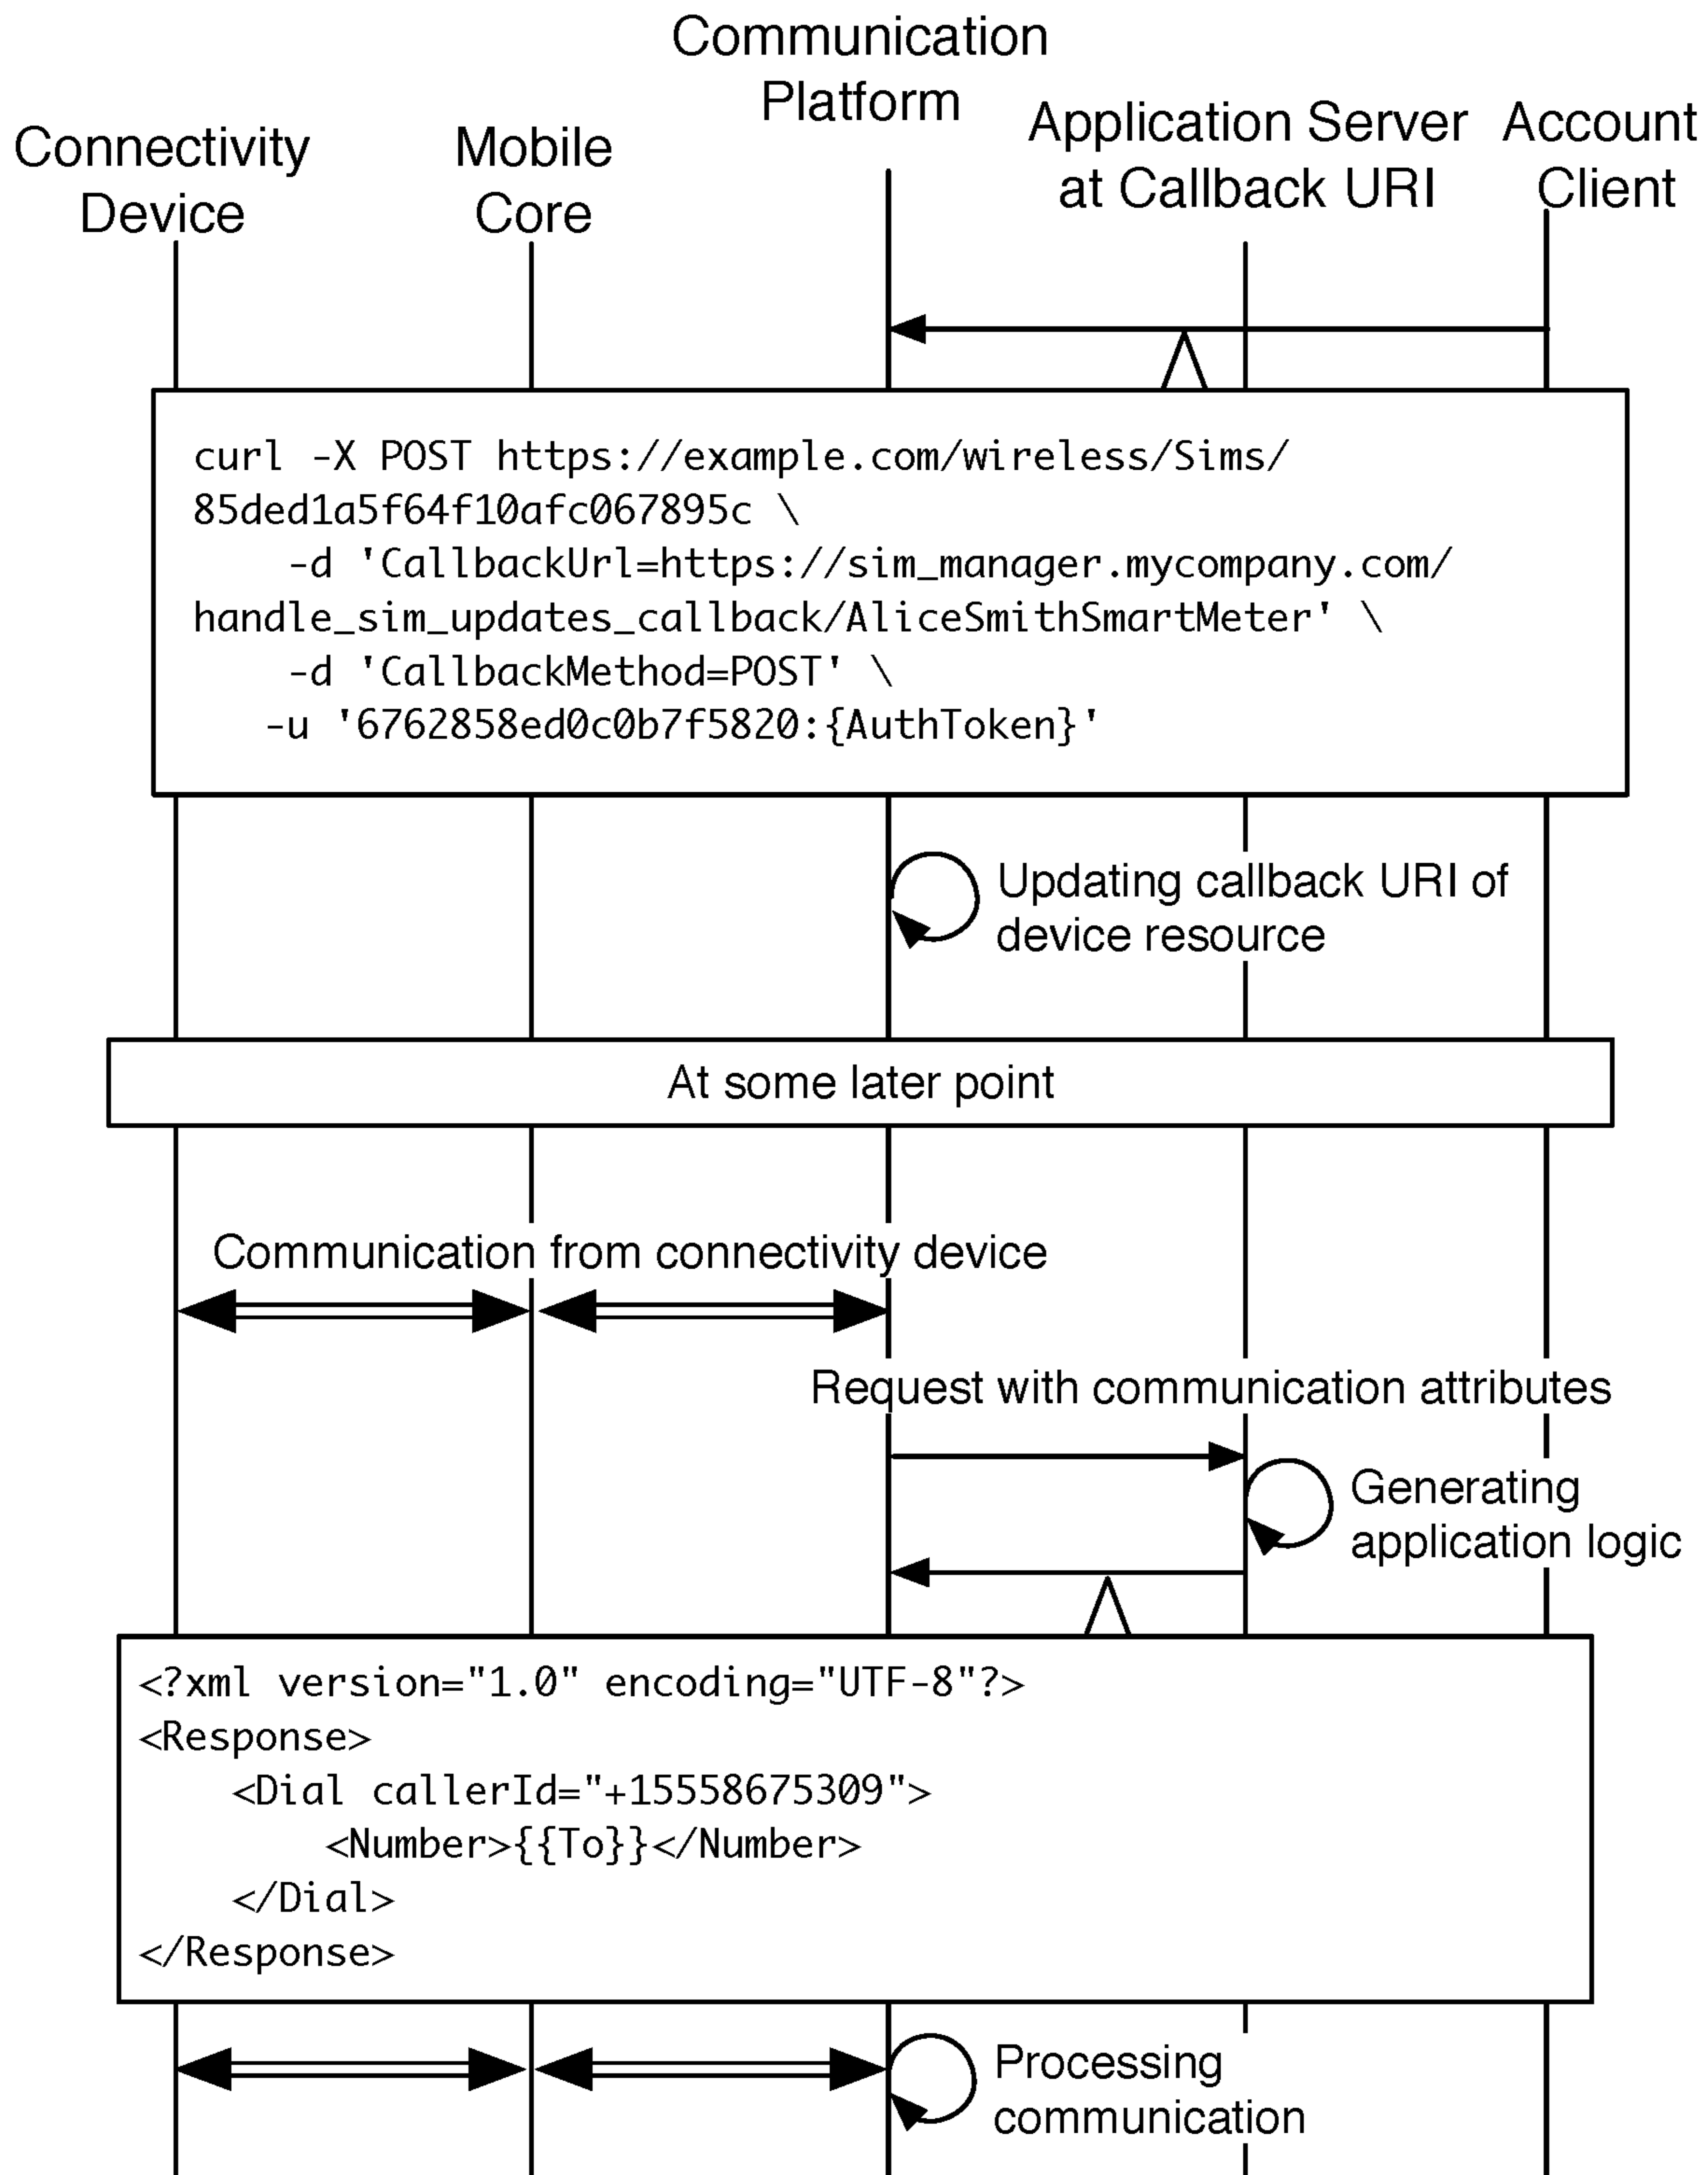 Communication
Platform
Connectivity
Device
Mobile
Core
Application Server
at Callback URI
Account
Client
curl -X POST https://example.com/wireless/Sims/
85ded1a5f64f10afc067895c \
-d 'CallbackUrl=https://sim_manager.mycompany.com/
handle_sim_updates_callback/AliceSmithSmartMeter' \
-d 'CallbackMethod=POST' \
-u '6762858ed0c0b7f5820:{AuthToken}'
Updating callback URI of
device resource
At some later point
Communication from connectivity device
Request with communication attributes
Generating
application logic
<?xml version="1.0" encoding="UTF-8"?>
<Response>
<Dial callerId="+15558675309">
<Number>{{To}}</Number>
</Dial>
</Response>
Processing
communication